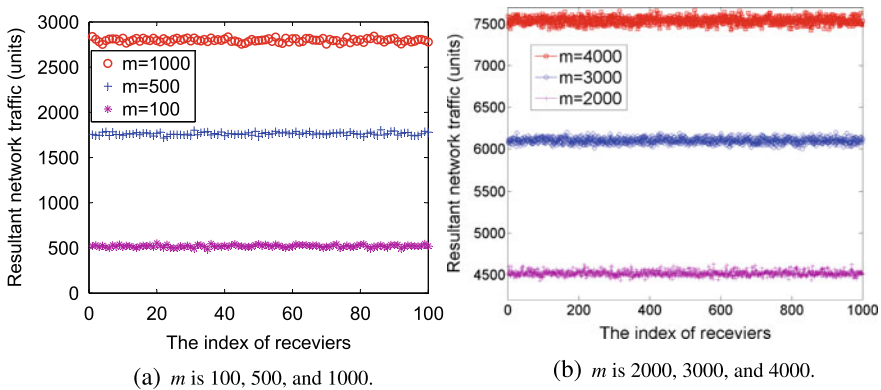 Resultant network traffic (units)
3000
2500
2000
1500
1000
500
0
m=1000
m=500
m=100
0 20 40 60 80 100
The index of receviers
(a) m is 100, 500, and 1000.
Resultant network traffic (units)
7500
7000
6500
6000
5500
5000
4500
m=4000
m=3000
m=2000
0 200 400 600 800 1000
The index of receviers
(b) m is 2000, 3000, and 4000.